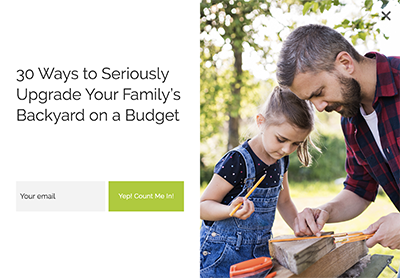 30 Ways to Seriously
Upgrade Your Family's
Backyard on a Budget
Your email
Yep! Count Me In!